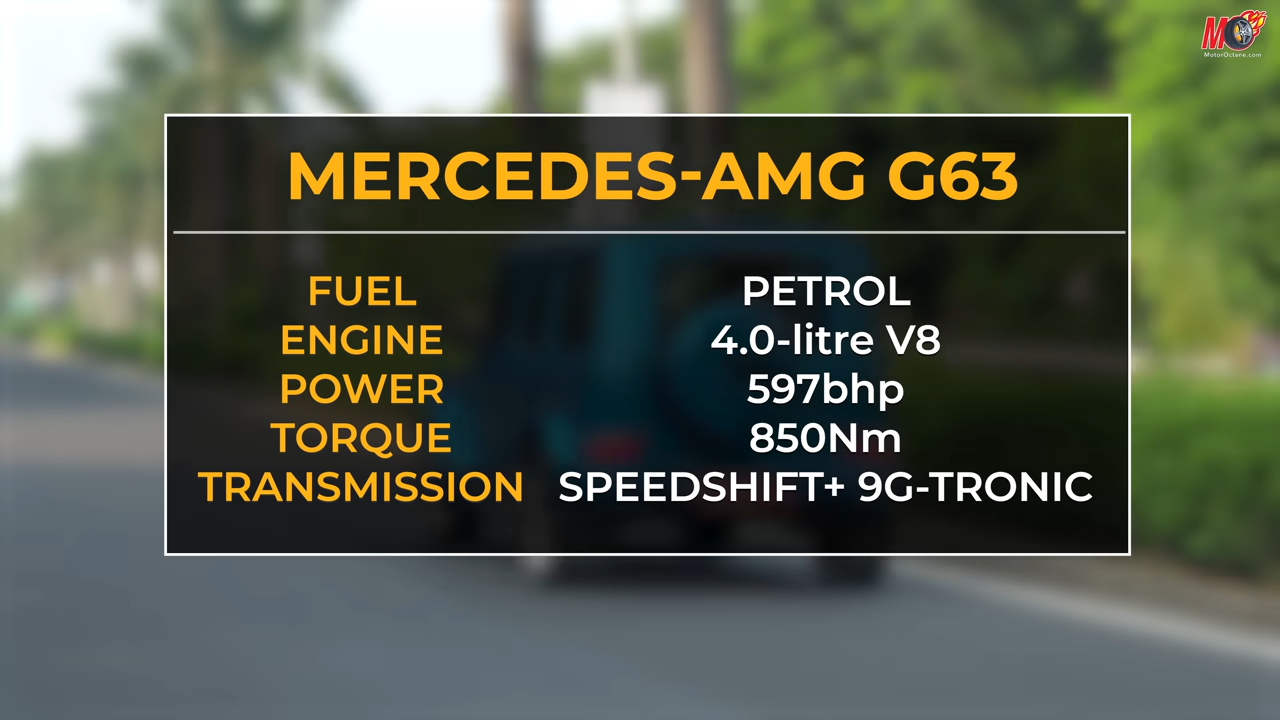 MO
MotorOctane.com
MERCEDES-AMG G63
FUEL PETROL
ENGINE 4.0-litre V8
POWER 597bhp
TORQUE 850Nm
TRANSMISSION SPEEDSHIFT+ 9G-TRONIC